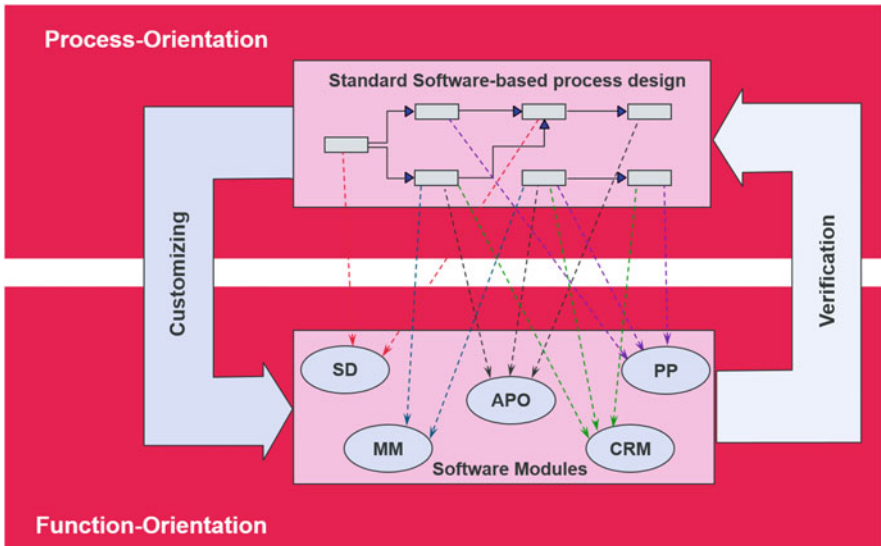 Process-Orientation
Standard Software-based process design
Customizing
Verification
SD
PP
APO
MM
CRM
Software Modules
Function-Orientation